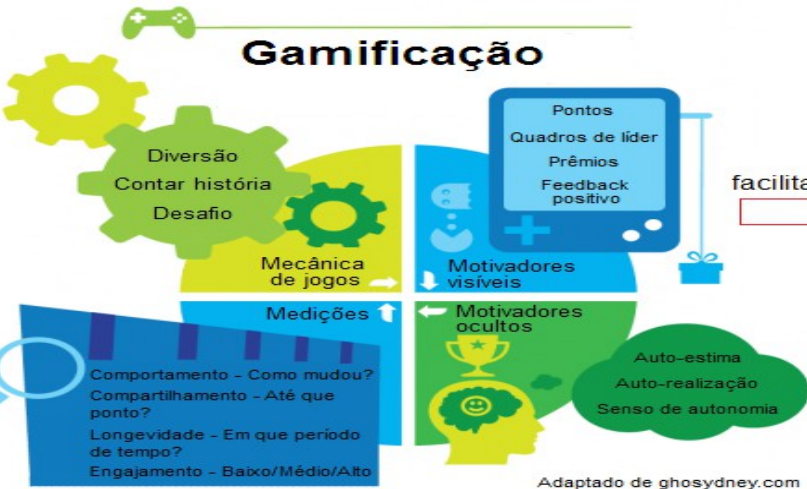 Gamificação
Diversão
Contar história
Desafio
Mecânica
de jogos
Pontos
Quadros de líder
Prêmios
Feedback
positivo
Motivadores
visíveis
facilita
Medições
Comportamento - Como mudou?
Compartilhamento - Até que
ponto?
Longevidade - Em que período
de tempo?
Engajamento - Baixo/Médio/Alto
Motivadores
ocultos
Auto-estima
Auto-realização
Senso de autonomia
Adaptado de ghosydney.com